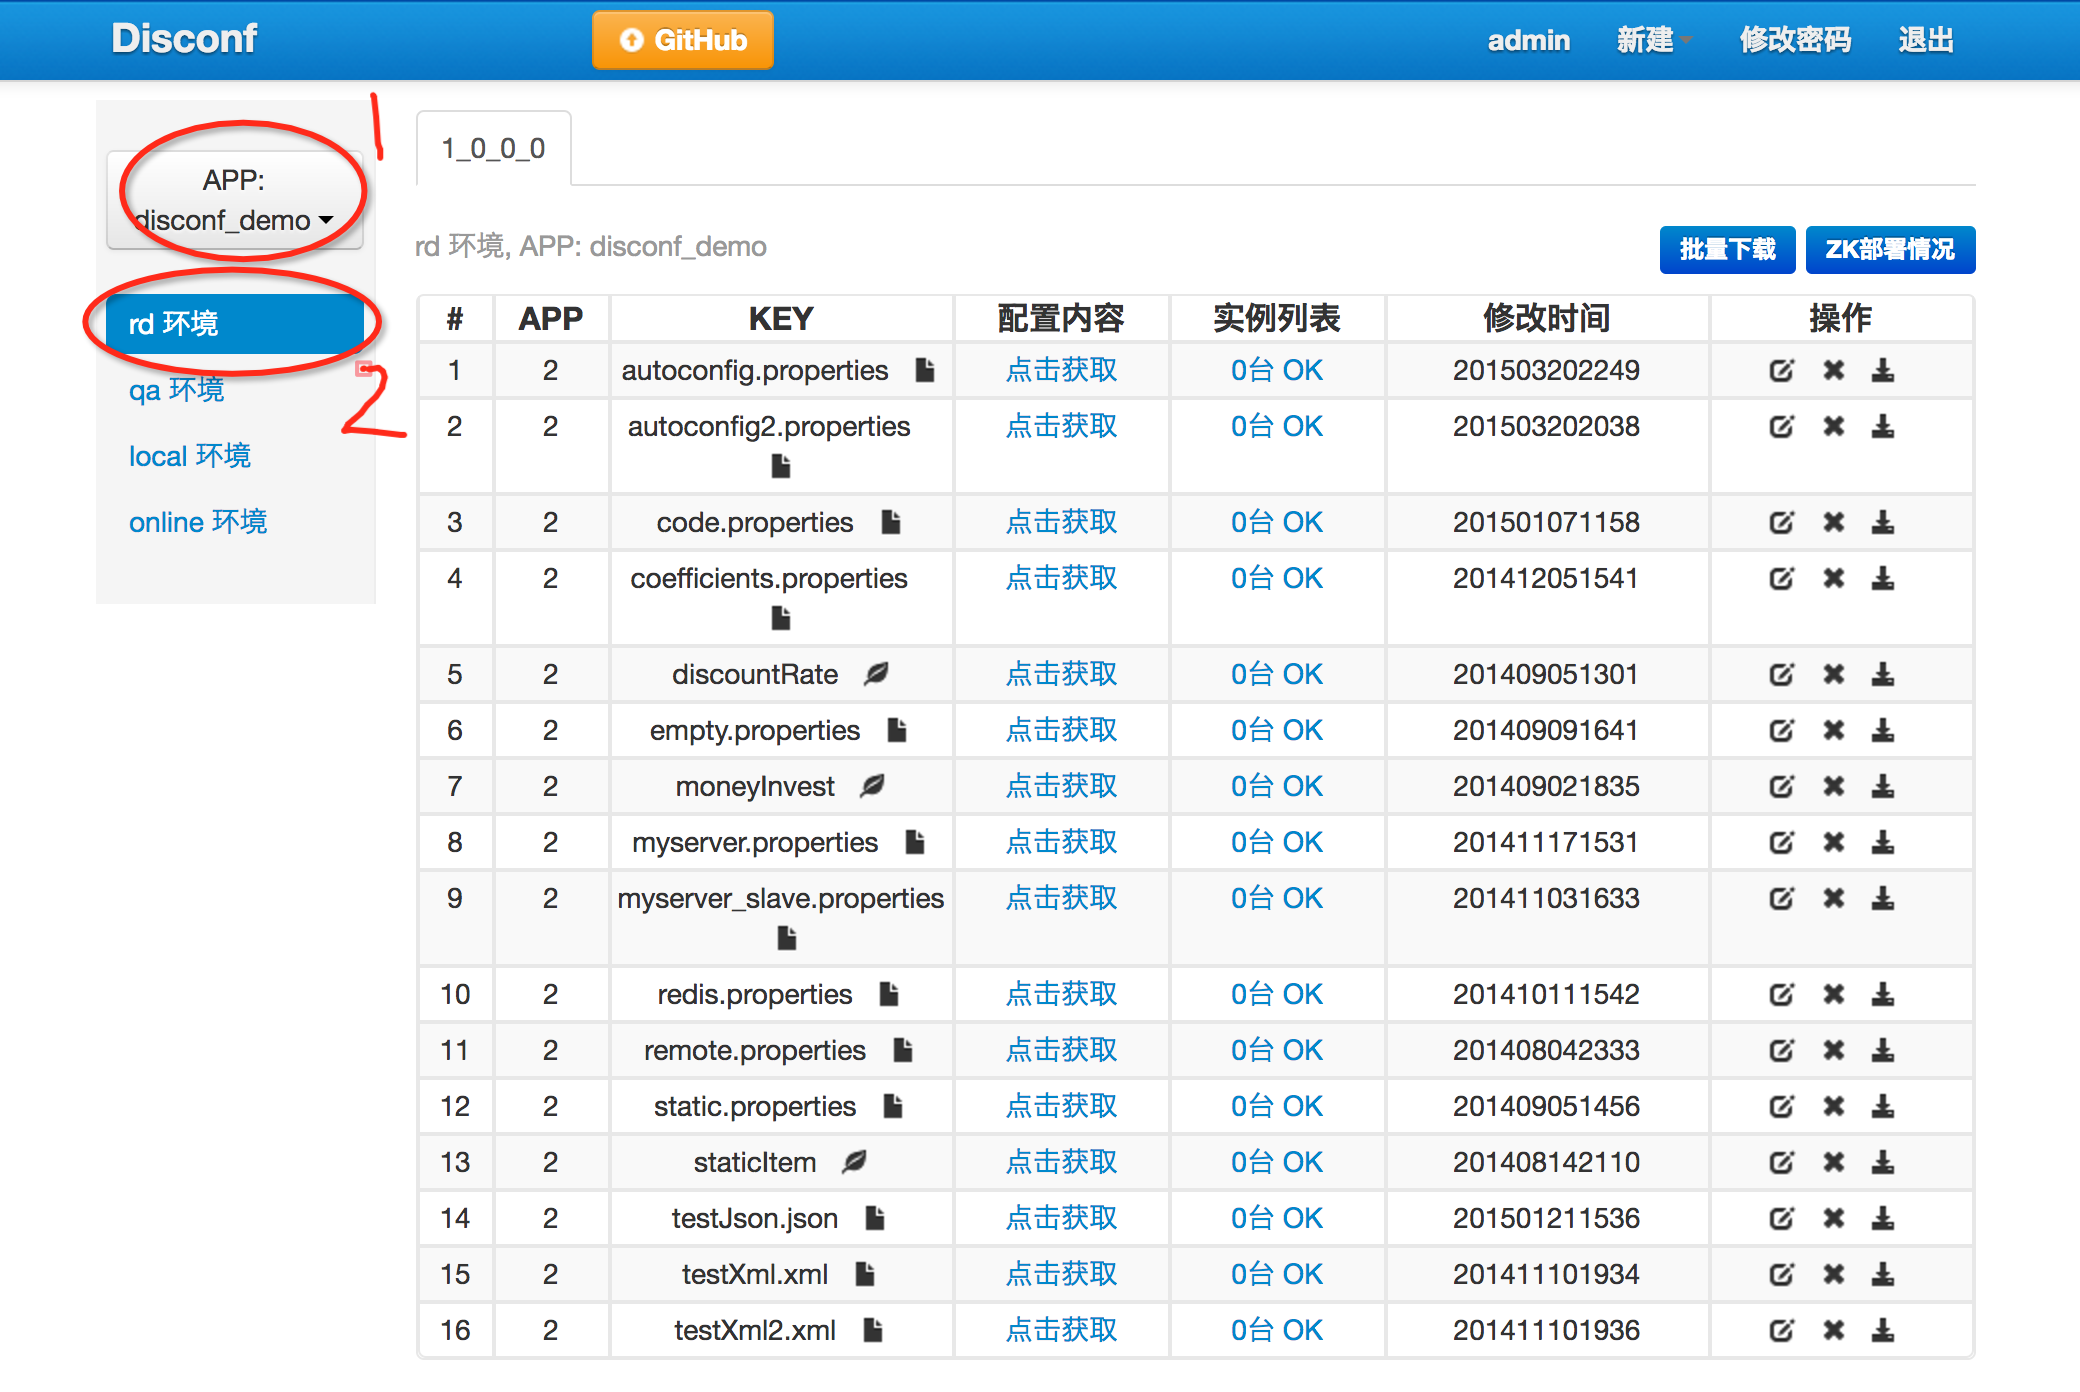 Disconf
GitHub
admin 新建 修改密码 退出
1
APP:
disconf_demo
rd 环境
2
qa 环境
local 环境
online 环境
1_0_0_0
rd 环境, APP: disconf_demo
批量下载 ZK部署情况
# APP KEY 配置内容 实例列表 修改时间 操作
1 2 autoconfig.properties 点击获取 0台 OK 201503202249
2 2 autoconfig2.properties 点击获取 0台 OK 201503202038
3 2 code.properties 点击获取 0台 OK 201501071158
4 2 coefficients.properties 点击获取 0台 OK 201412051541
5 2 discountRate 点击获取 0台 OK 201409051301
6 2 empty.properties 点击获取 0台 OK 201409091641
7 2 moneyInvest 点击获取 0台 OK 201409021835
8 2 myserver.properties 点击获取 0台 OK 201411171531
9 2 myserver_slave.properties 点击获取 0台 OK 201411031633
10 2 redis.properties 点击获取 0台 OK 201410111542
11 2 remote.properties 点击获取 0台 OK 201408042333
12 2 static.properties 点击获取 0台 OK 201409051456
13 2 staticItem 点击获取 0台 OK 201408142110
14 2 testJson.json 点击获取 0台 OK 201501211536
15 2 testXml.xml 点击获取 0台 OK 201411101934
16 2 testXml2.xml 点击获取 0台 OK 201411101936